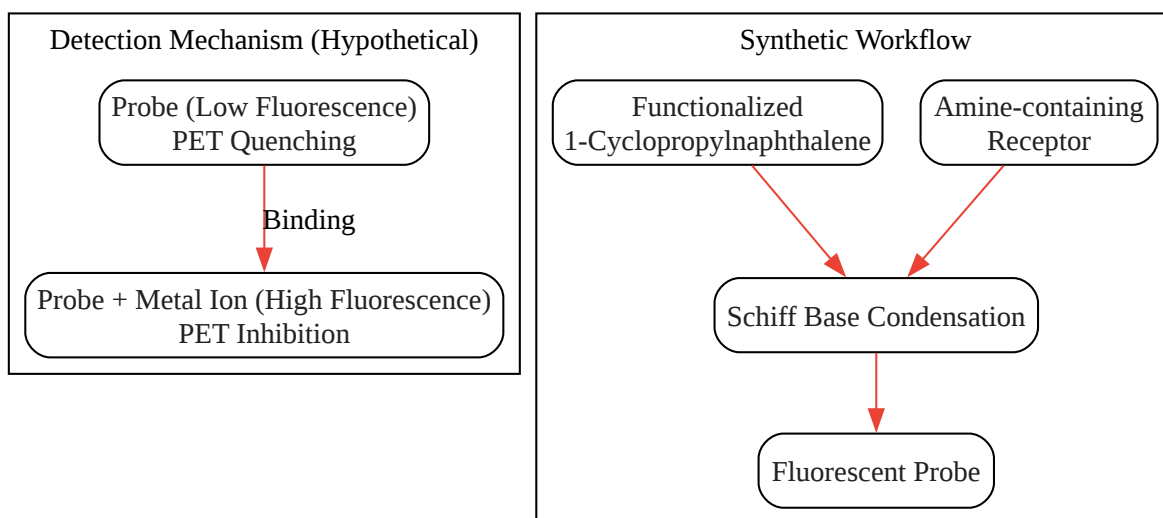 Detection Mechanism (Hypothetical)
Probe (Low Fluorescence)
PET Quenching
Binding
Probe + Metal Ion (High Fluorescence)
PET Inhibition
Synthetic Workflow
Functionalized
1-Cyclopropylnaphthalene
Amine-containing
Receptor
Schiff Base Condensation
Fluorescent Probe